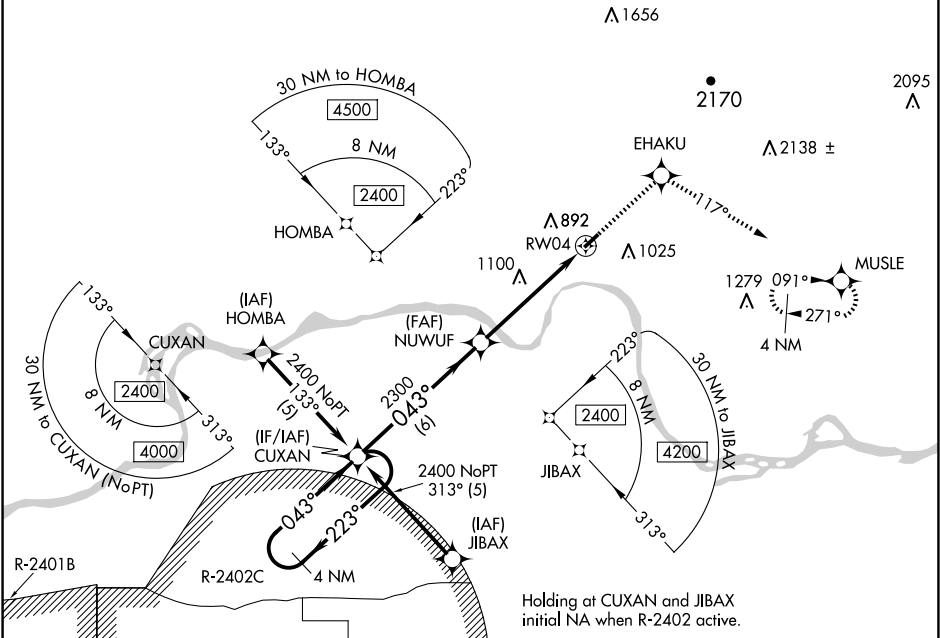 1656
2095
2170
2138 ±
30 NM to HOMBA
4500
133°
8 NM
223°
2400
HOMBA
EHAKU
117°
892
RW04
1025
1100
MUSLE
1279
091°
271°
4 NM
133°
CUXAN
30 NM to CUXAN (NoPT)
8 NM
2400
4000
313°
(IAF)
HOMBA
2400 NoPT
133°
(5)
(FAF)
NUWUF
2300
043°
(6)
(IF/IAF)
CUXAN
2400 NoPT
313° (5)
043°
223°
4 NM
(IAF)
JIBAX
R-2401B
R-2402C
223°
30 NM to JIBAX
8 NM
2400
4200
JIBAX
313°
Holding at CUXAN and JIBAX
initial NA when R-2402 active.